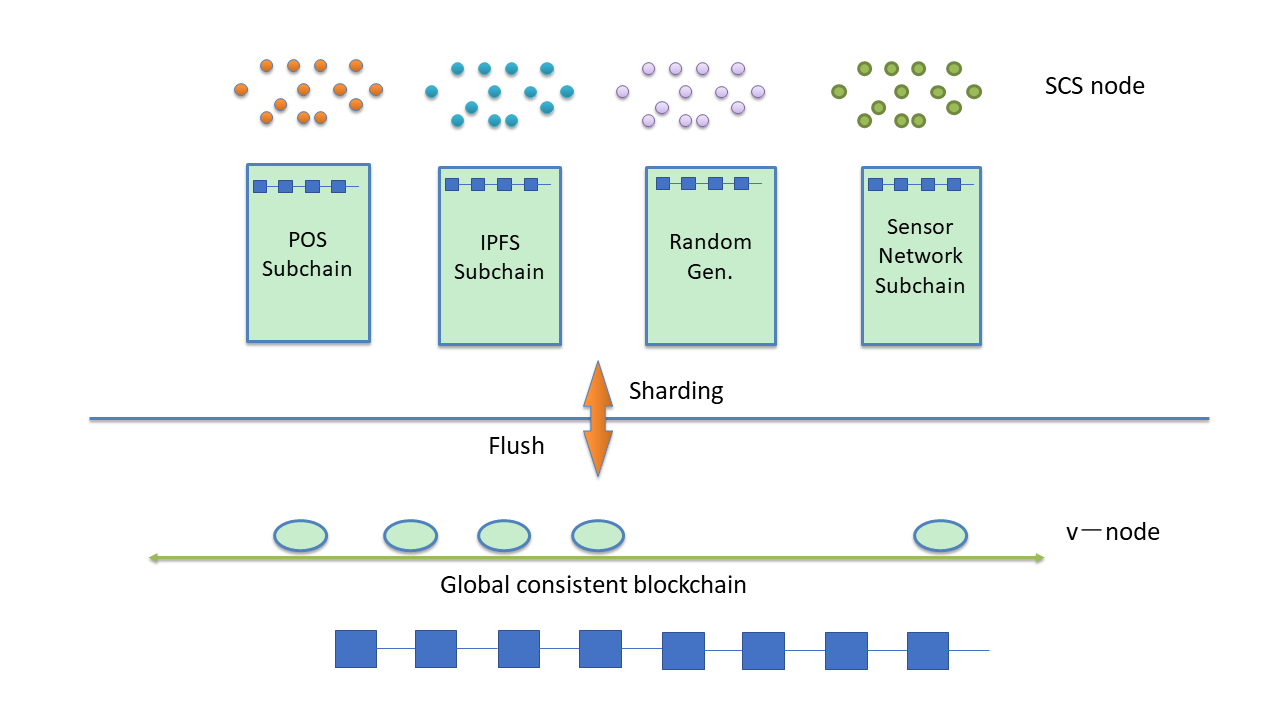 SCS node
POS
Subchain
IPFS
Subchain
Random
Gen.
Sensor
Network
Subchain
Sharding
Flush
v—node
Global consistent blockchain